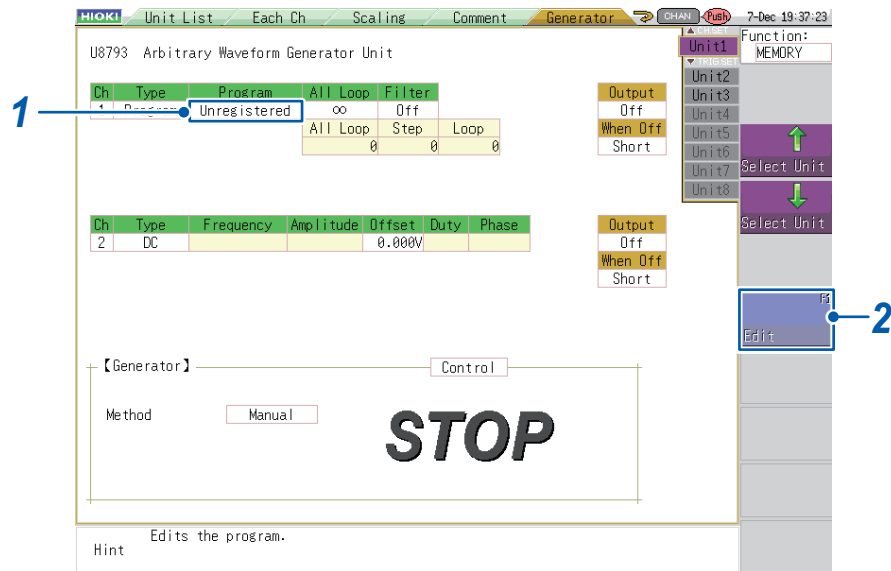 HIOKI Unit List Each Ch Scaling Comment Generator CHAN Push 7-Dec 19:37:23
CH.SET
Unit1
TRIG.SET
Unit2
Unit3
Unit4
Unit5
Unit6
Unit7
Unit8
Function:
MEMORY
Select Unit
Select Unit
Edit
2
U8793 Arbitrary Waveform Generator Unit
1
Ch Type Program All Loop Filter
1 Program Unregistered ∞ Off
All Loop Step Loop
0 0 0
Output
Off
When Off
Short
Ch Type Frequency Amplitude Offset Duty Phase
2 DC 0.000V
Output
Off
When Off
Short
【Generator】 Control
Method Manual
STOP
Edits the program.
Hint